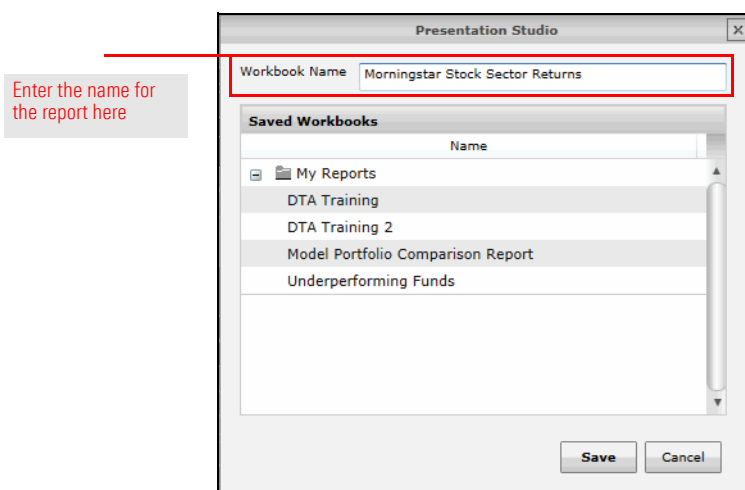 Presentation Studio
Workbook Name
Morningstar Stock Sector Returns
Enter the name for
the report here
Saved Workbooks
Name
My Reports
DTA Training
DTA Training 2
Model Portfolio Comparison Report
Underperforming Funds
Save
Cancel